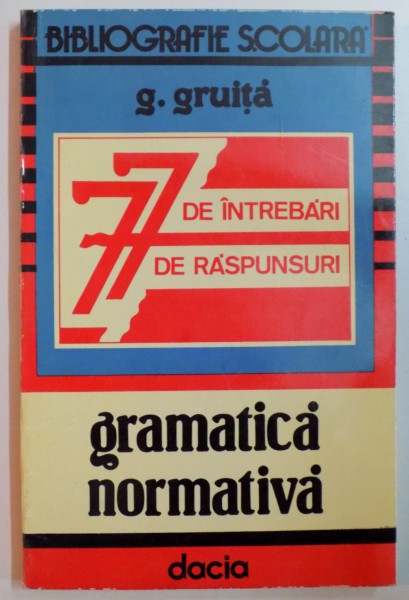 BIBLIOGRAFIE ȘCOLARĂ
g. gruiță
77 DE ÎNTREBĂRI
77 DE RĂSPUNSURI
gramatică
normativă
dacia